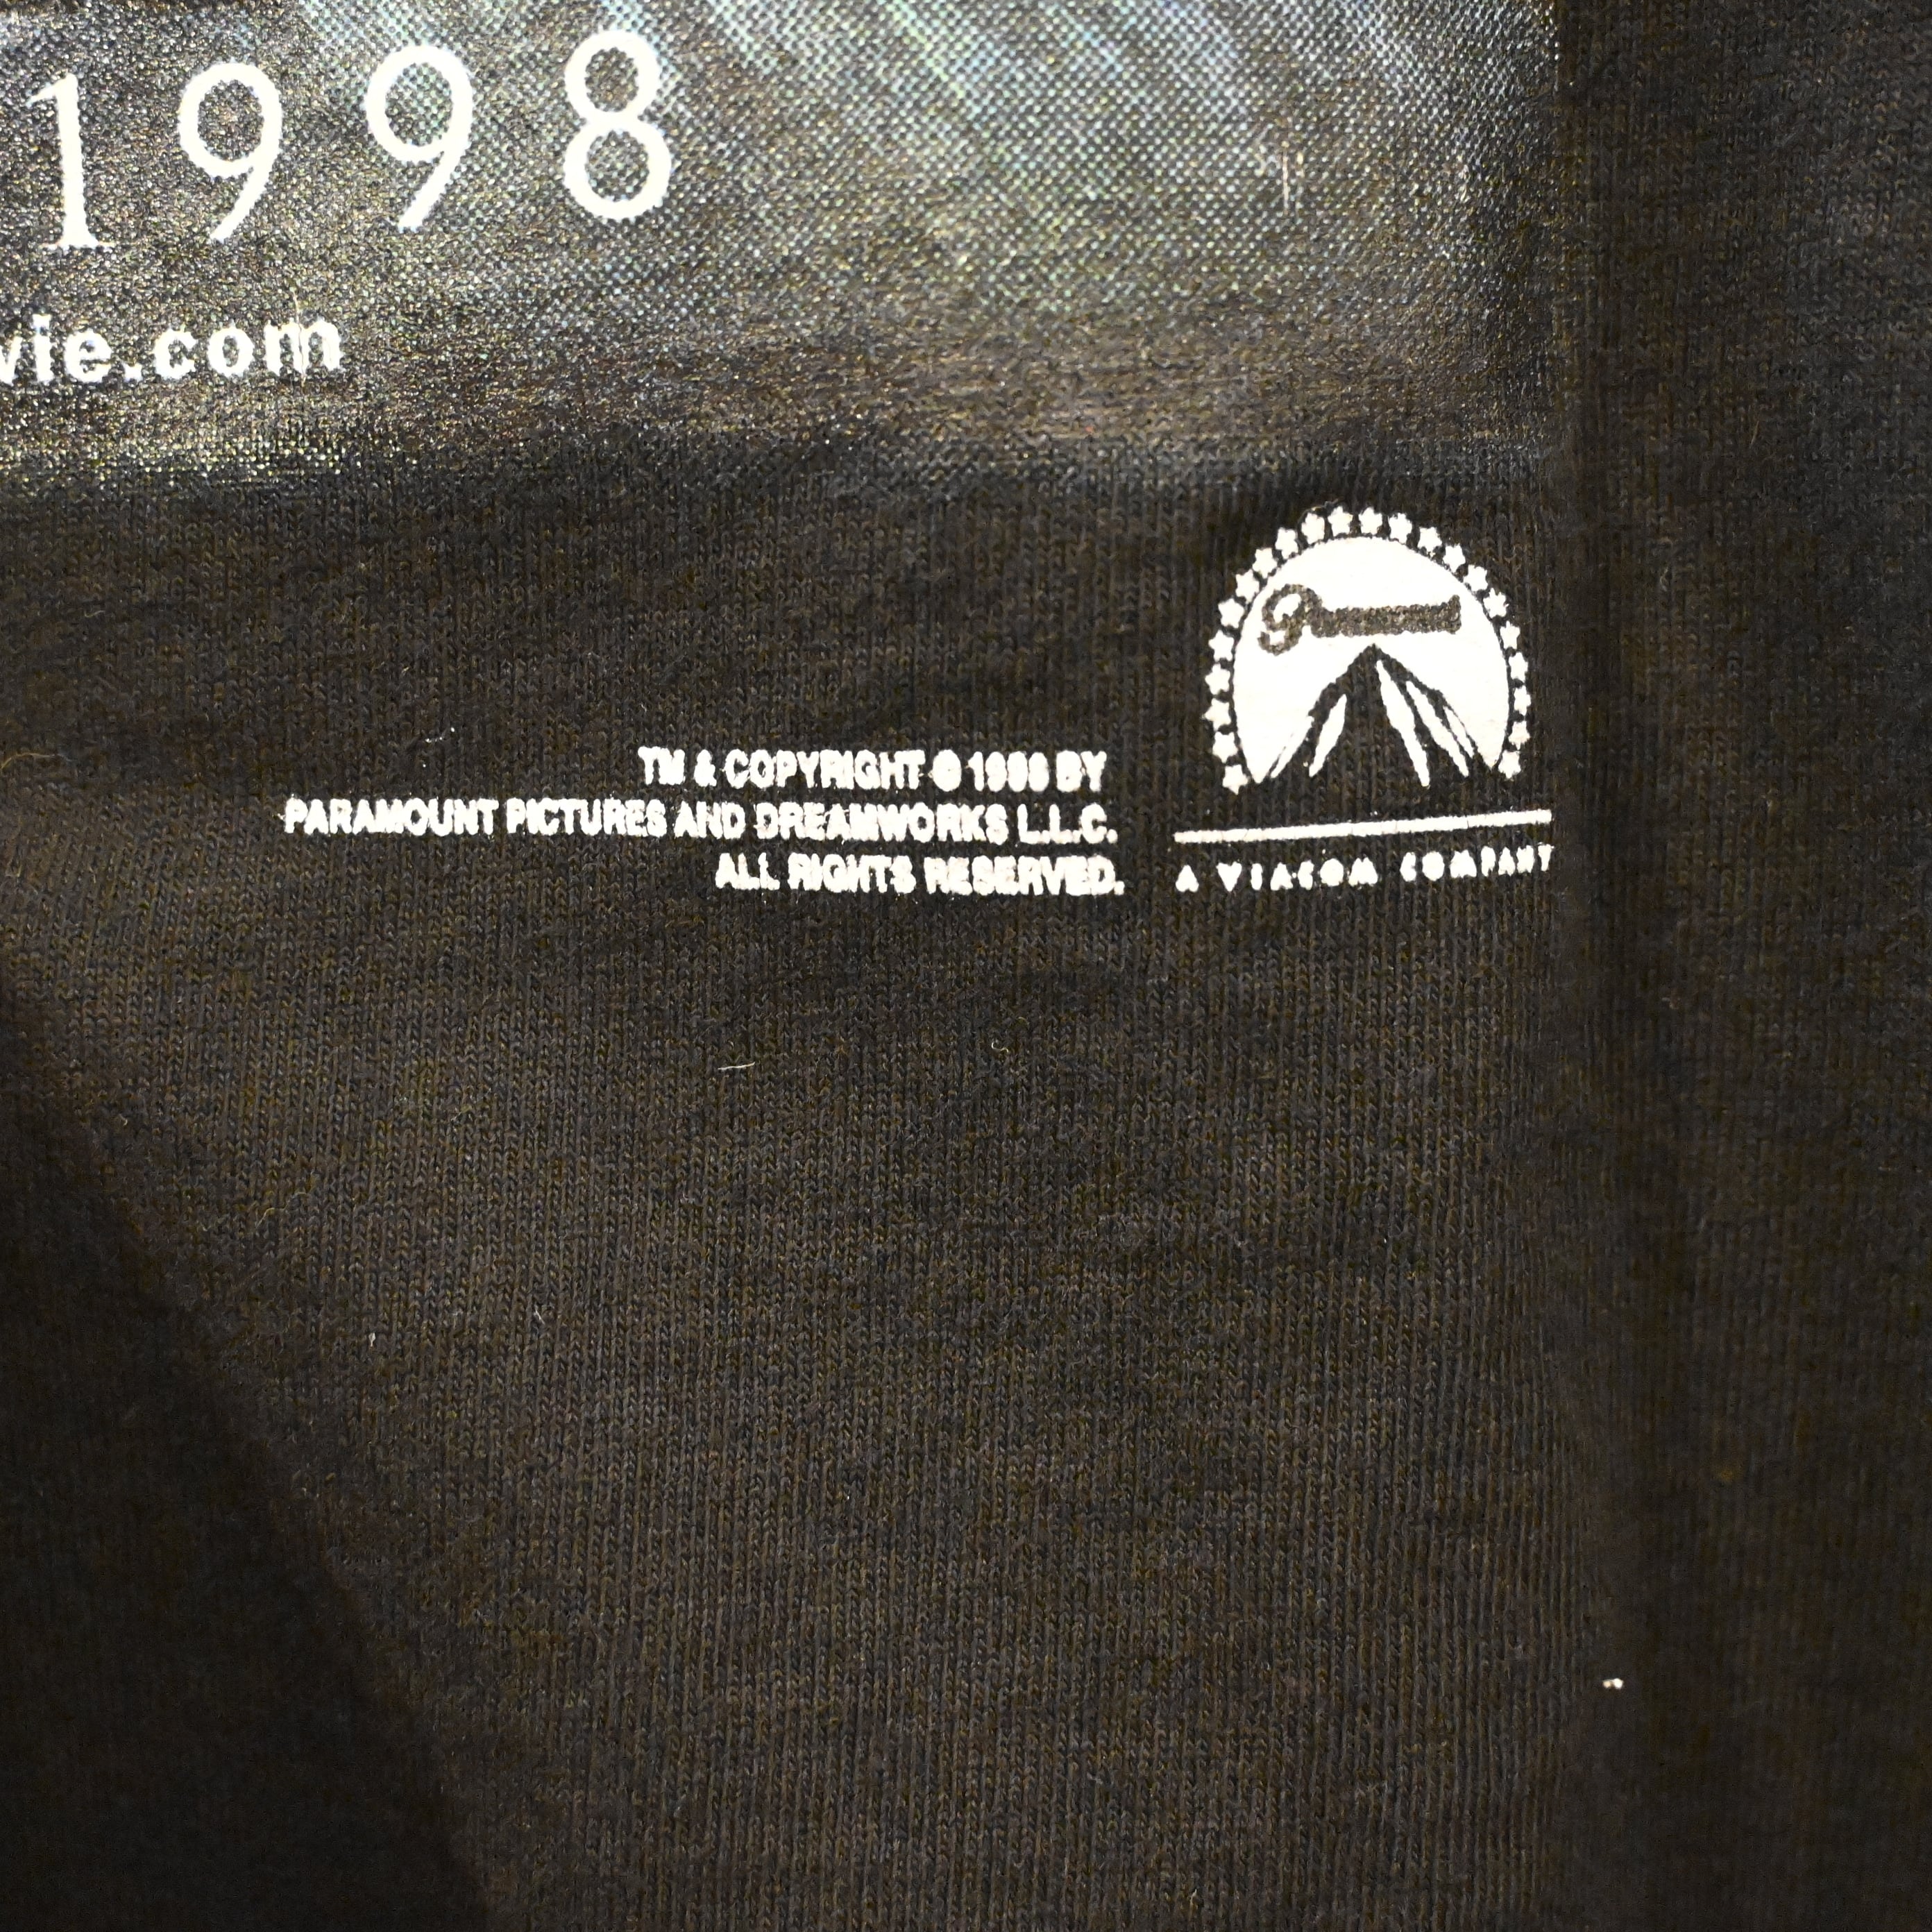 1998
vie.com
Paramount
TM & COPYRIGHT © 1998 BY
PARAMOUNT PICTURES AND DREAMWORKS L.L.C.
ALL RIGHTS RESERVED.
A VIACOM COMPANY